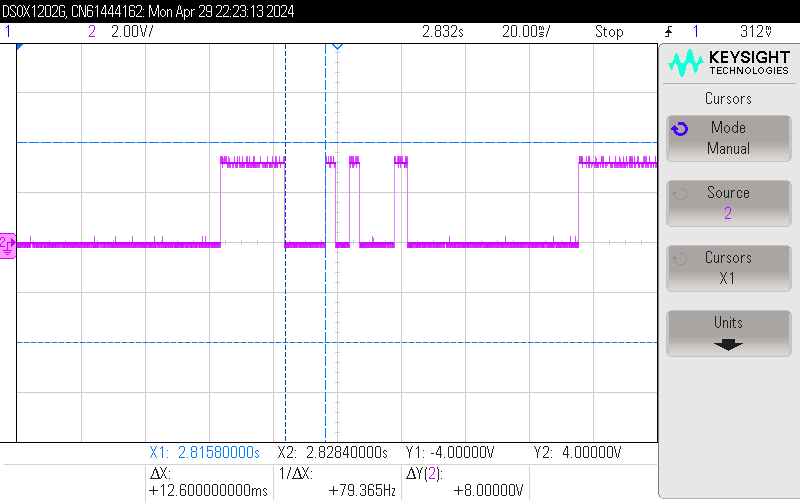 DSOX1202G, CN61444162: Mon Apr 29 22:23:13 2024
1 2 2.00V/ 2.832s 20.00ms/ Stop 1 312mV
KEYSIGHT
TECHNOLOGIES
Cursors
Mode
Manual
Source
2
Cursors
X1
Units
2
X1: 2.81580000s X2: 2.82840000s Y1: -4.00000V Y2: 4.00000V
ΔX: 1/ΔX: ΔY(2):
+12.600000000ms +79.365Hz +8.00000V